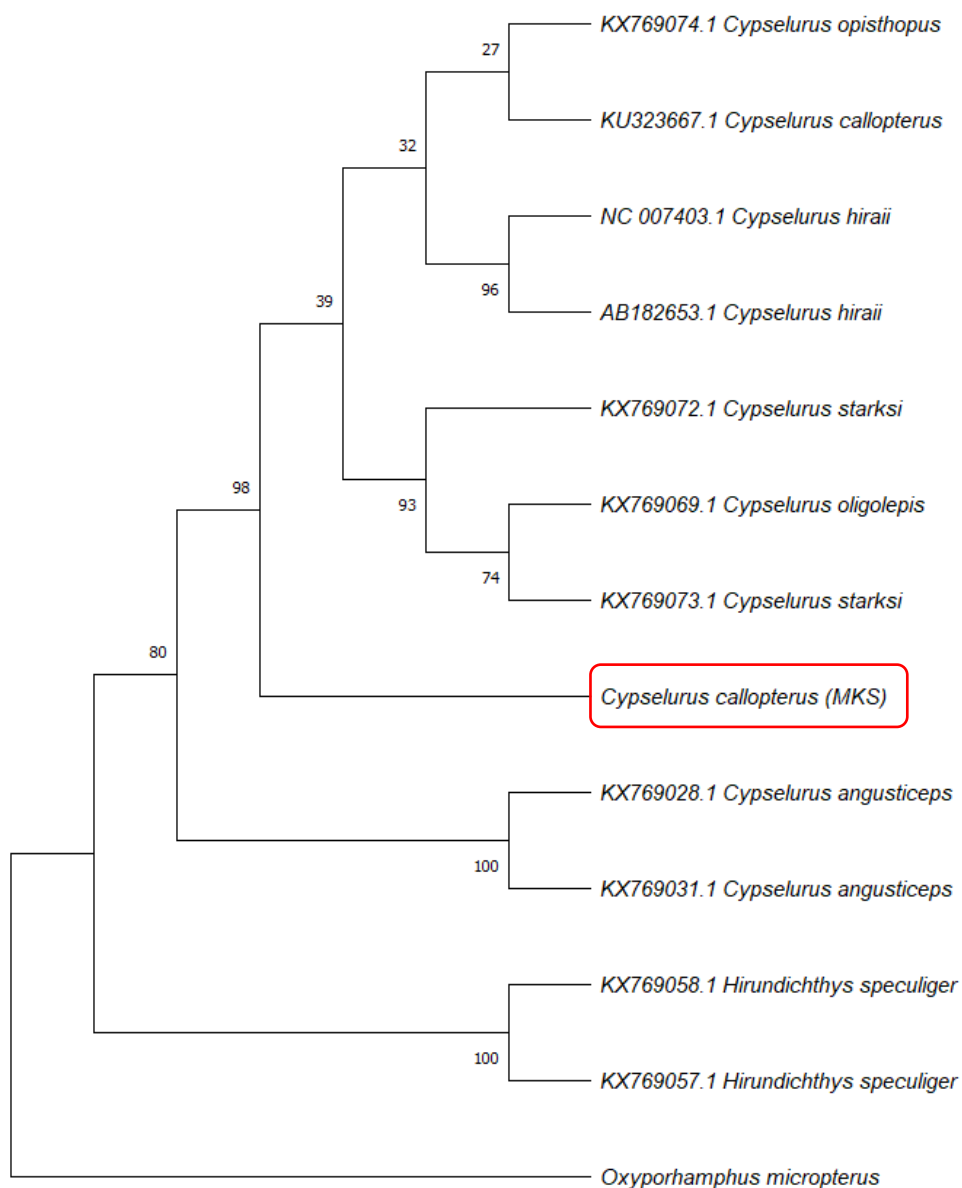 KX769074.1 Cypselurus opisthopus
27
KU323667.1 Cypselurus callopterus
32
NC 007403.1 Cypselurus hiraii
96
AB182653.1 Cypselurus hiraii
39
KX769072.1 Cypselurus starksi
98
93
KX769069.1 Cypselurus oligolepis
74
KX769073.1 Cypselurus starksi
80
Cypselurus callopterus (MKS)
KX769028.1 Cypselurus angusticeps
100
KX769031.1 Cypselurus angusticeps
KX769058.1 Hirundichthys speculiger
100
KX769057.1 Hirundichthys speculiger
Oxyporhamphus micropterus